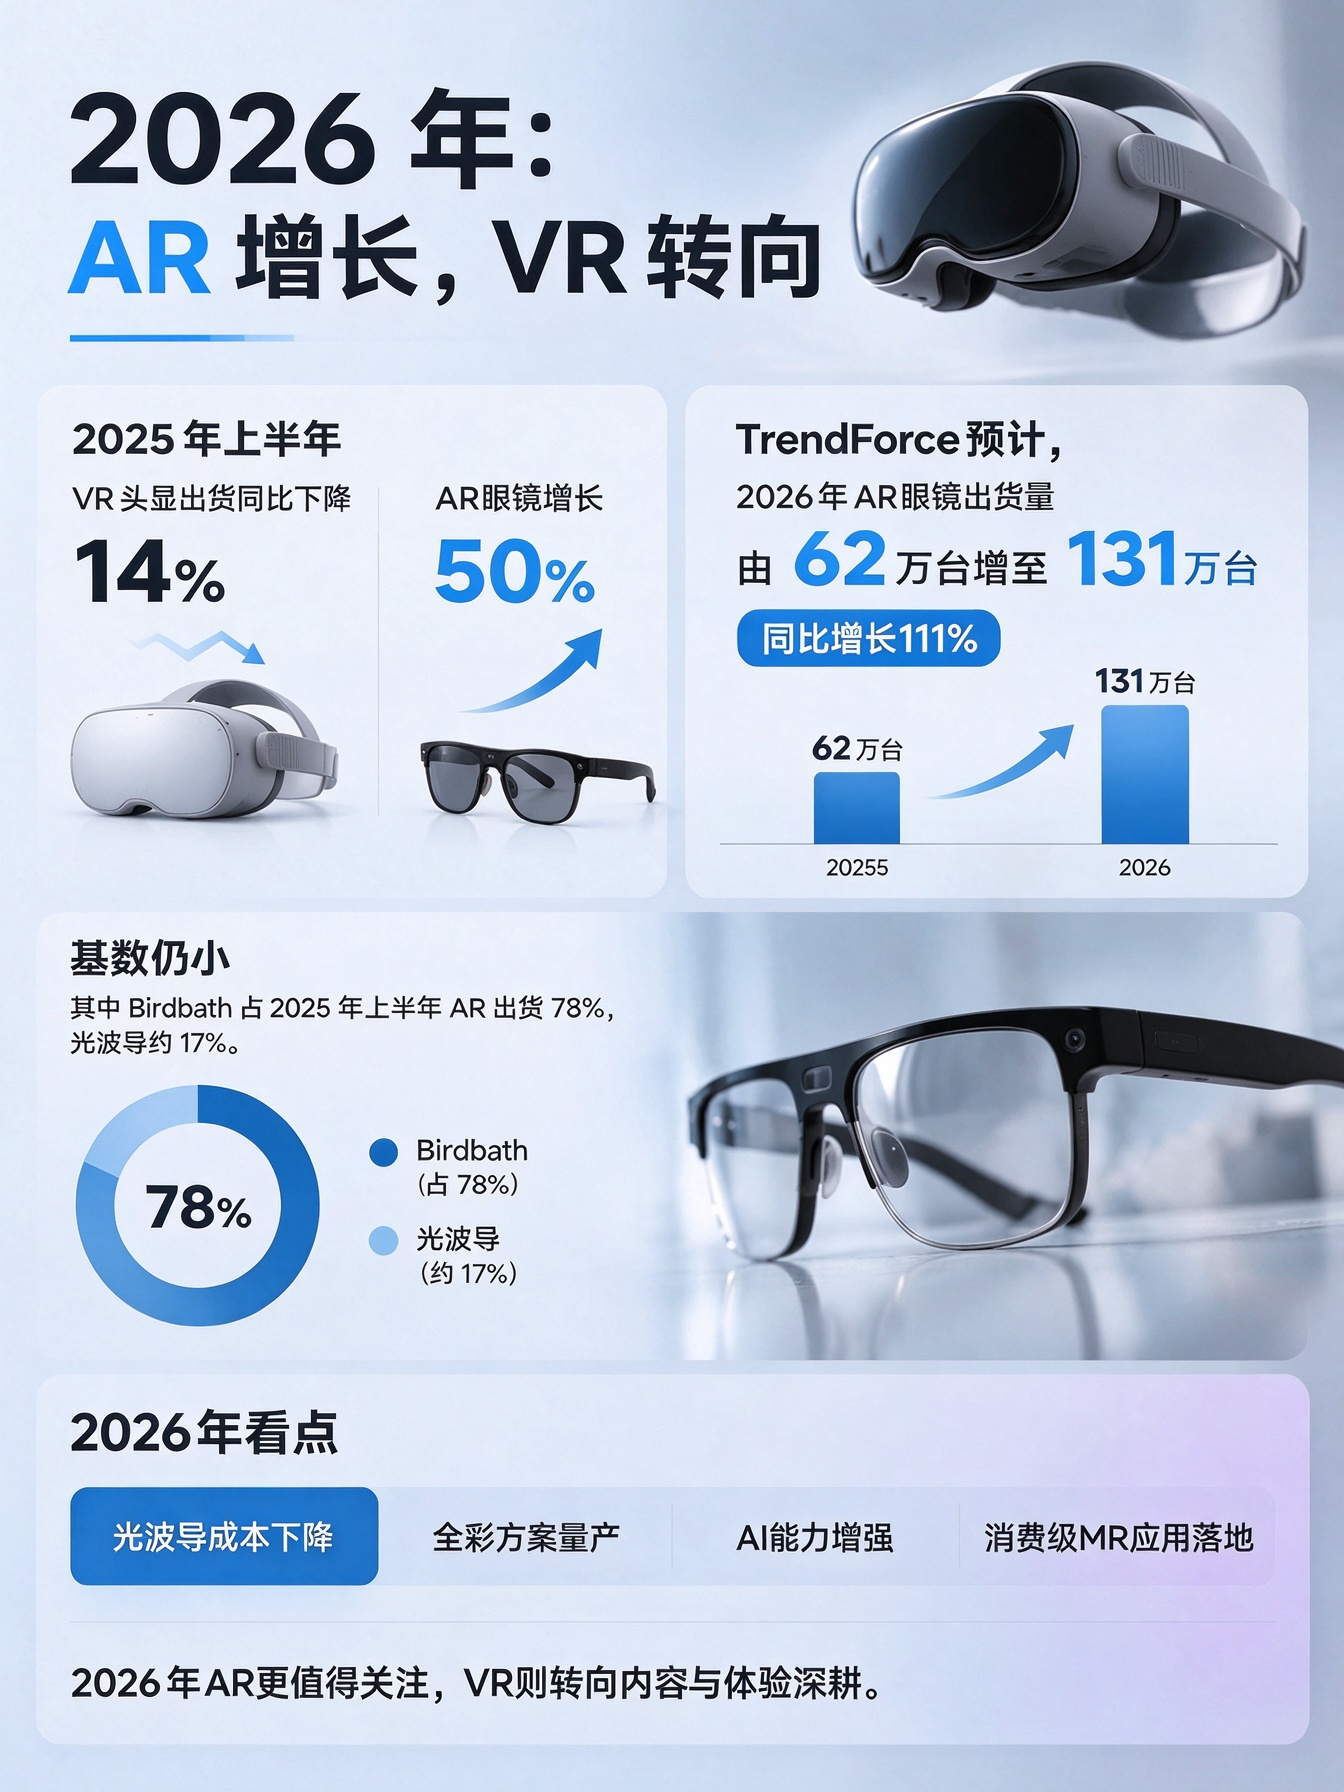 2026 年：
AR 增长，VR 转向
2025 年上半年
VR 头显出货同比下降
14%
AR眼镜增长
50%
TrendForce 预计，
2026 年 AR眼镜出货量
由 62 万台增至 131万台
同比增长111%
62 万台
131 万台
20255
2026
基数仍小
其中 Birdbath 占 2025 年上半年 AR 出货 78%，
光波导约 17%。
78%
Birdbath
（占 78%）
光波导
（约 17%）
2026年看点
光波导成本下降
全彩方案量产
AI能力增强
消费级MR应用落地
2026 年AR更值得关注，VR则转向内容与体验深耕。